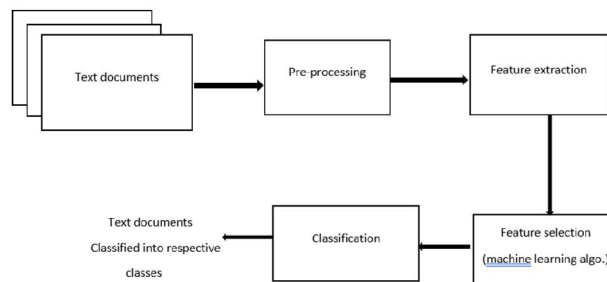 Text documents
Pre-processing
Feature extraction
Feature selection
(machine learning algo.)
Classification
Text documents
Classified into respective
classes